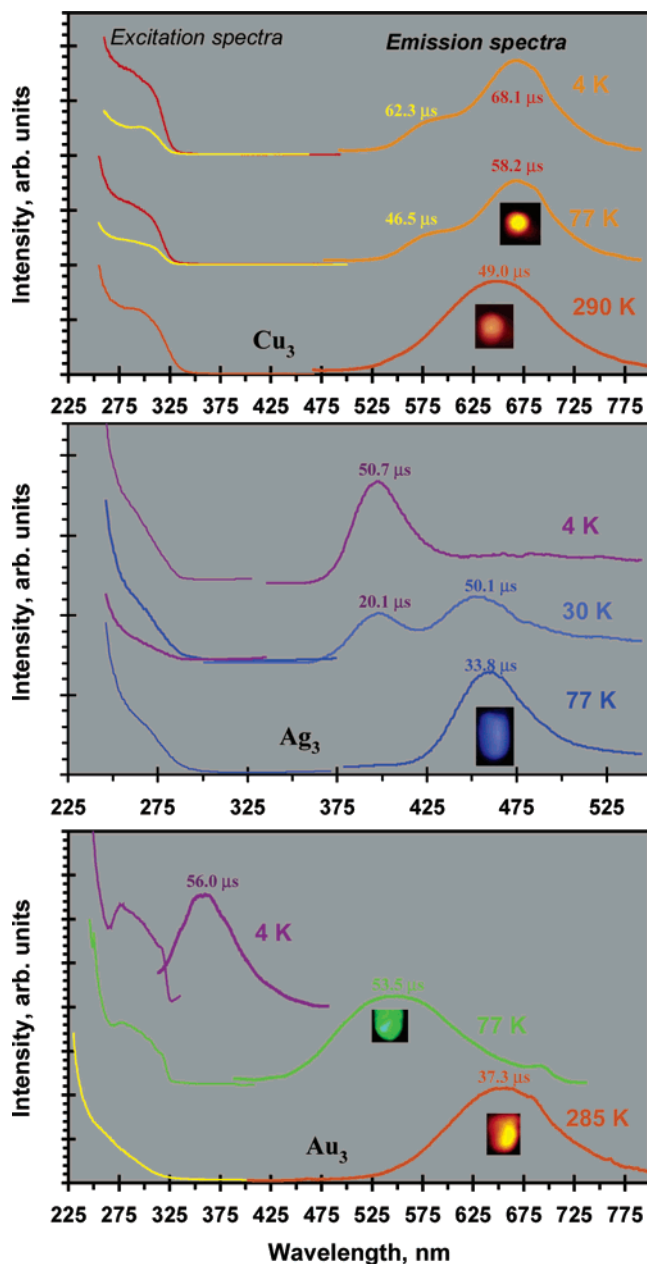 Excitation spectra
Emission spectra
Intensity, arb. units
62.3 µs
68.1 µs
4 K
46.5 µs
58.2 µs
77 K
49.0 µs
290 K
Cu3
225 275 325 375 425 475 525 575 625 675 725 775
Intensity, arb. units
50.7 µs
4 K
20.1 µs
50.1 µs
30 K
33.8 µs
77 K
Ag3
225 275 325 375 425 475 525
Intensity, arb. units
56.0 µs
4 K
53.5 µs
77 K
37.3 µs
285 K
Au3
225 275 325 375 425 475 525 575 625 675 725 775
Wavelength, nm